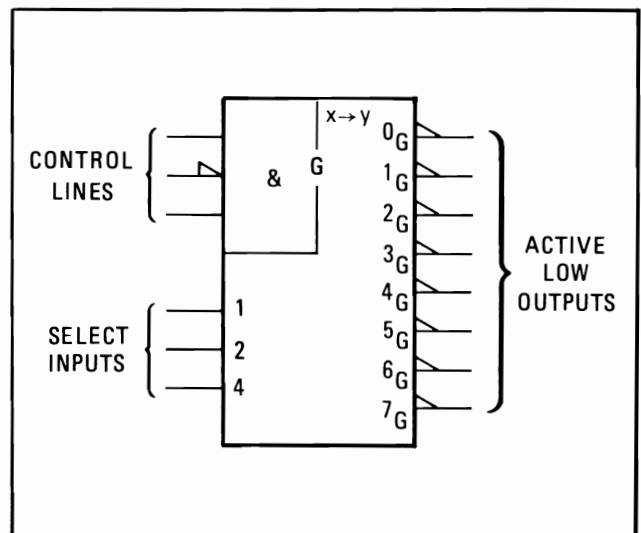 CONTROL
LINES
&
G
x→y
0G
1G
2G
3G
4G
5G
6G
7G
SELECT
INPUTS
1
2
4
ACTIVE
LOW
OUTPUTS